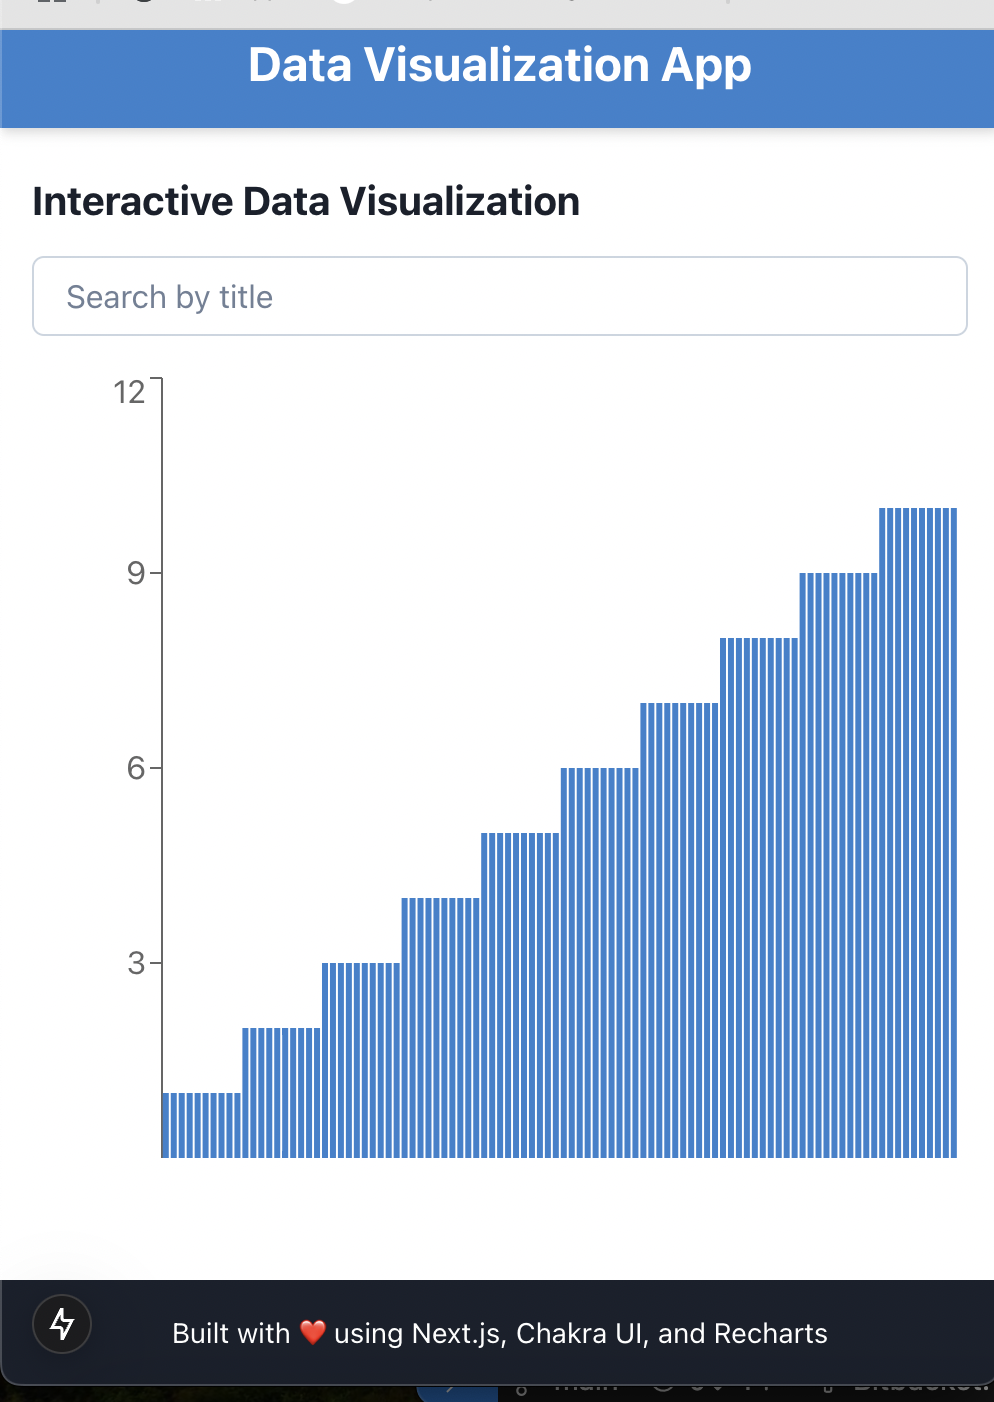 Data Visualization App
Interactive Data Visualization
Search by title
12
9
6
3
Built with ❤️ using Next.js, Chakra UI, and Recharts